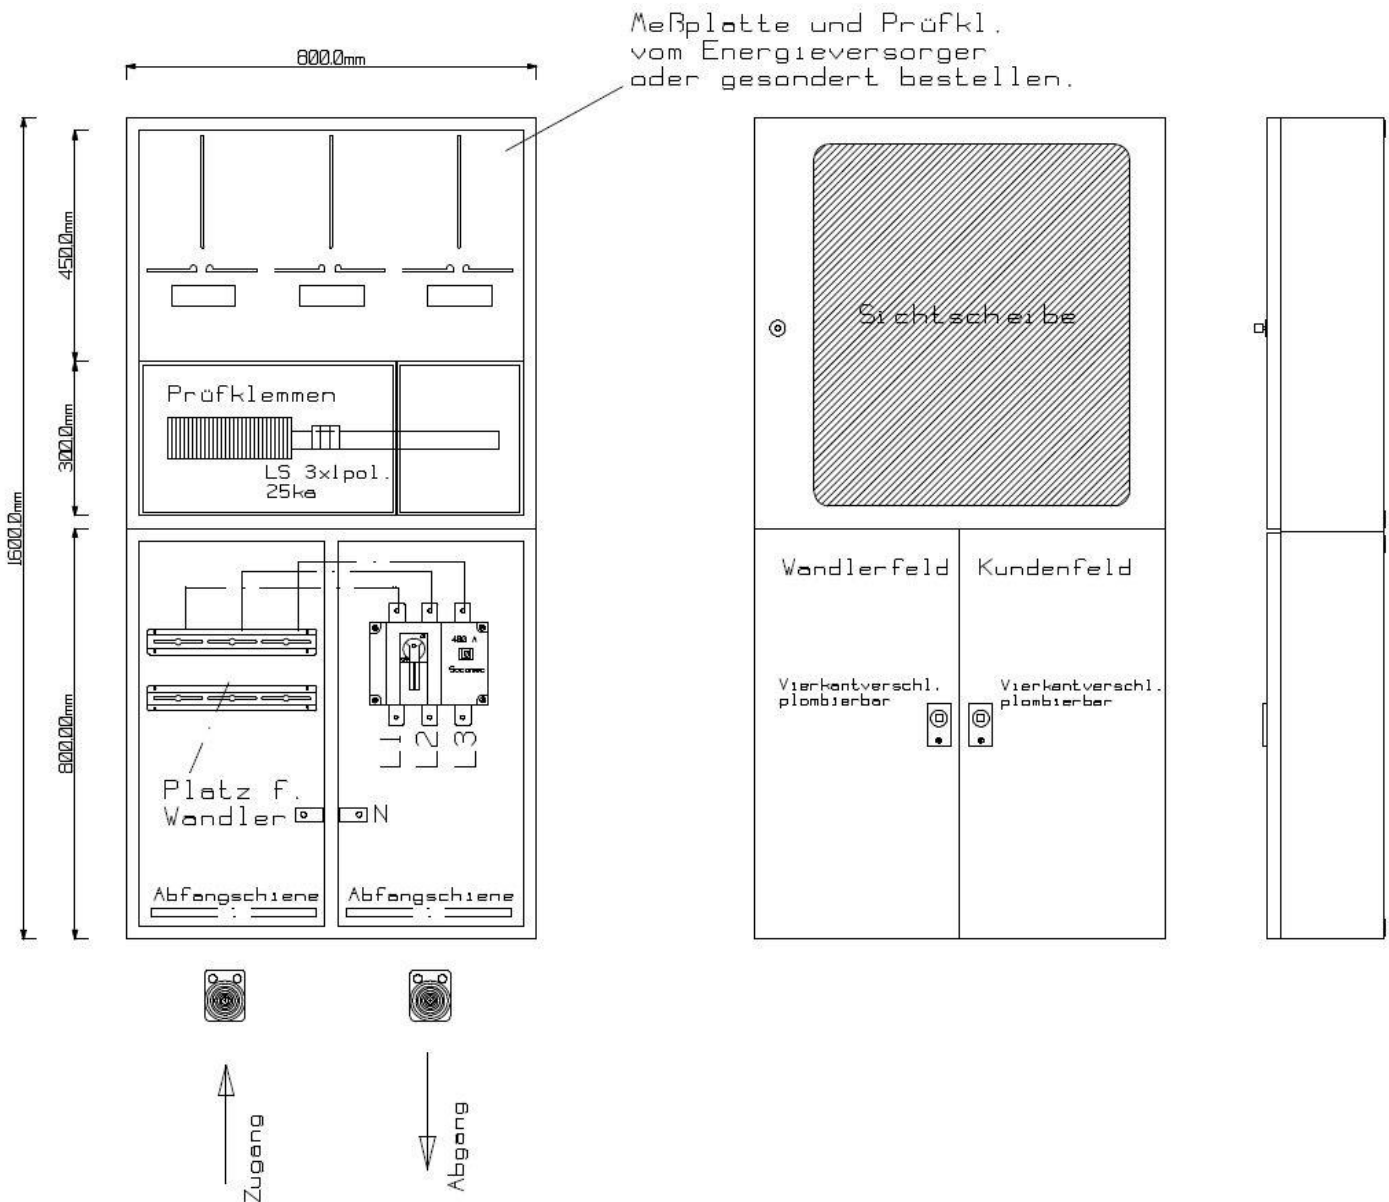 Meßplatte und Prüfkl.
vom Energieversorger
oder gesondert bestellen.
800.0mm
450.0mm
300.0mm
1600.0mm
800.00mm
Prüfklemmen
LS 3x1pol.
25ka
Sichtscheibe
Wandlerfeld
Kundenfeld
400 A
Socomec
Vierkantverschl.
plombierbar
Vierkantverschl.
plombierbar
L1
L2
L3
Platz f.
Wandler
N
Abfangschiene
Abfangschiene
Zugang
Abgang